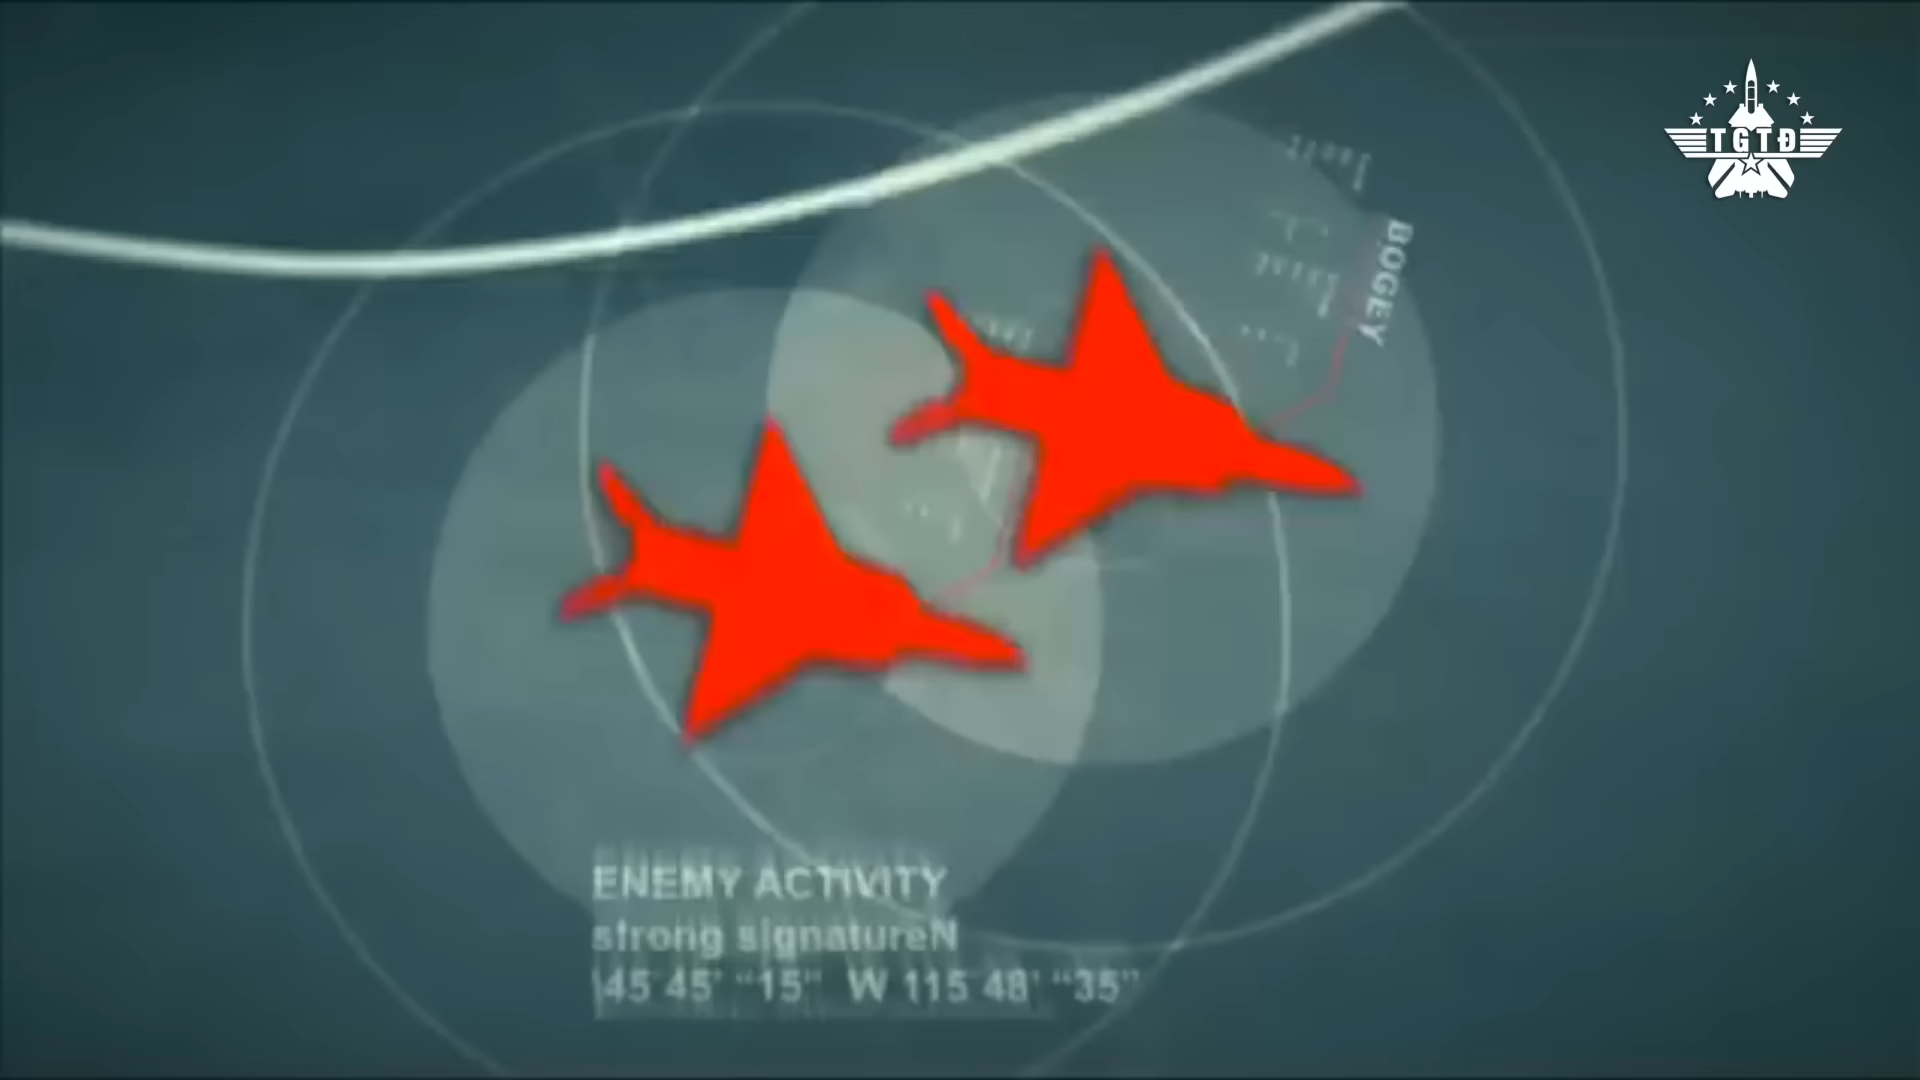 TGTĐ
BOGEY
ENEMY ACTIVITY
strong signatureN
45 45' “15” W 115 48' “35”